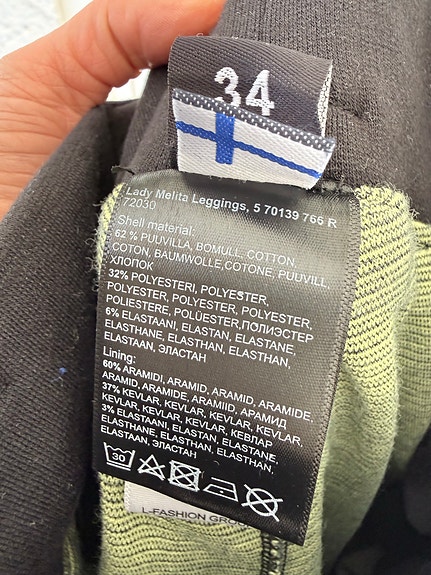 34
Lady Melita Leggings, 5 70139 766 R
72030
Shell material:
62 % PUUVILLA, BOMULL, COTTON,
COTON, BAUMWOLLE,COTONE, PUUVILL,
ХЛОПОК
32% POLYESTERI, POLYESTER,
POLYESTER, POLYESTER, POLYESTER,
POLIESTERE, POLÜESTER,ПОЛИЭСТЕР
6% ELASTAANI, ELASTAN, ELASTANE,
ELASTHANE, ELASTHAN, ELASTHAN,
ELASTAAN, ЭЛАСТАН
Lining:
60% ARAMIDI, ARAMID, ARAMID, ARAMIDE,
ARAMID, ARAMIDE, ARAMIID, АРАМИД
37% KEVLAR, KEVLAR, KEVLAR, KEVLAR,
KEVLAR, KEVLAR, KEVLAR, КЕВЛАР
3% ELASTAANI, ELASTAN, ELASTANE,
ELASTHANE, ELASTHAN, ELASTHAN,
ELASTAAN, ЭЛАСТАН
30
L-FASHION